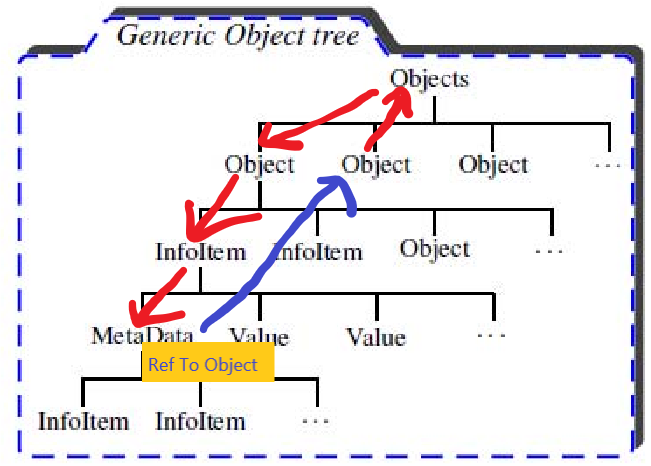 Generic Object tree
Objects
Object Object Object ...
InfoItem InfoItem Object ...
MetaData Value Value ...
Ref To Object
InfoItem InfoItem ...